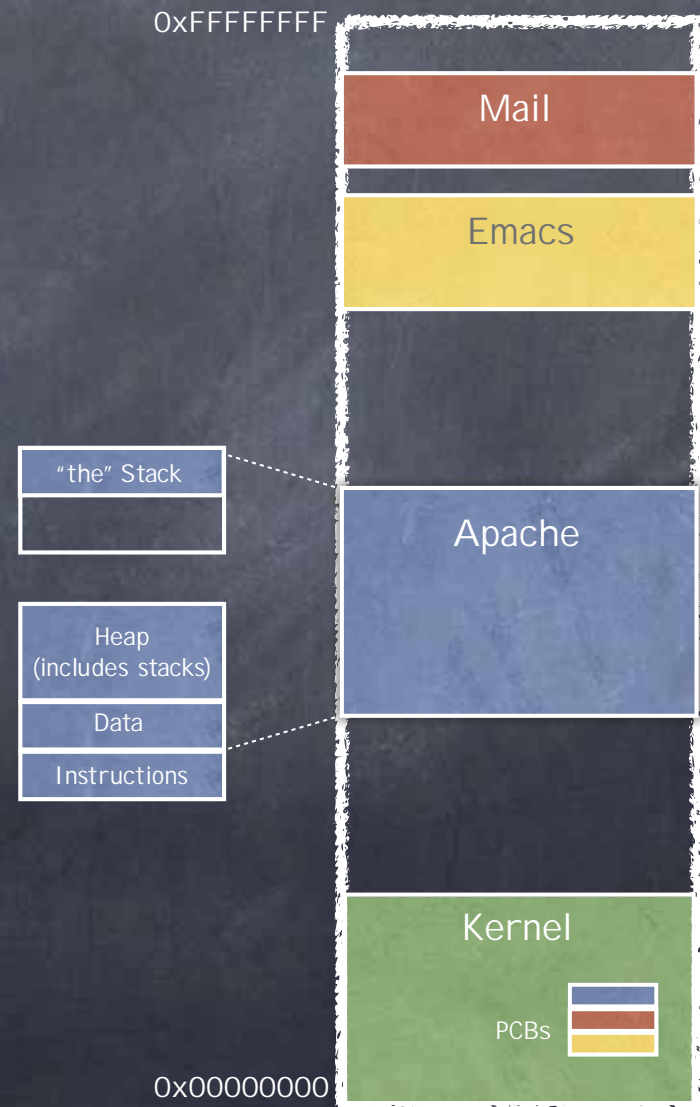 0xFFFFFFFF
Mail
Emacs
"the" Stack
Apache
Heap
(includes stacks)
Data
Instructions
Kernel
PCBs
0x00000000